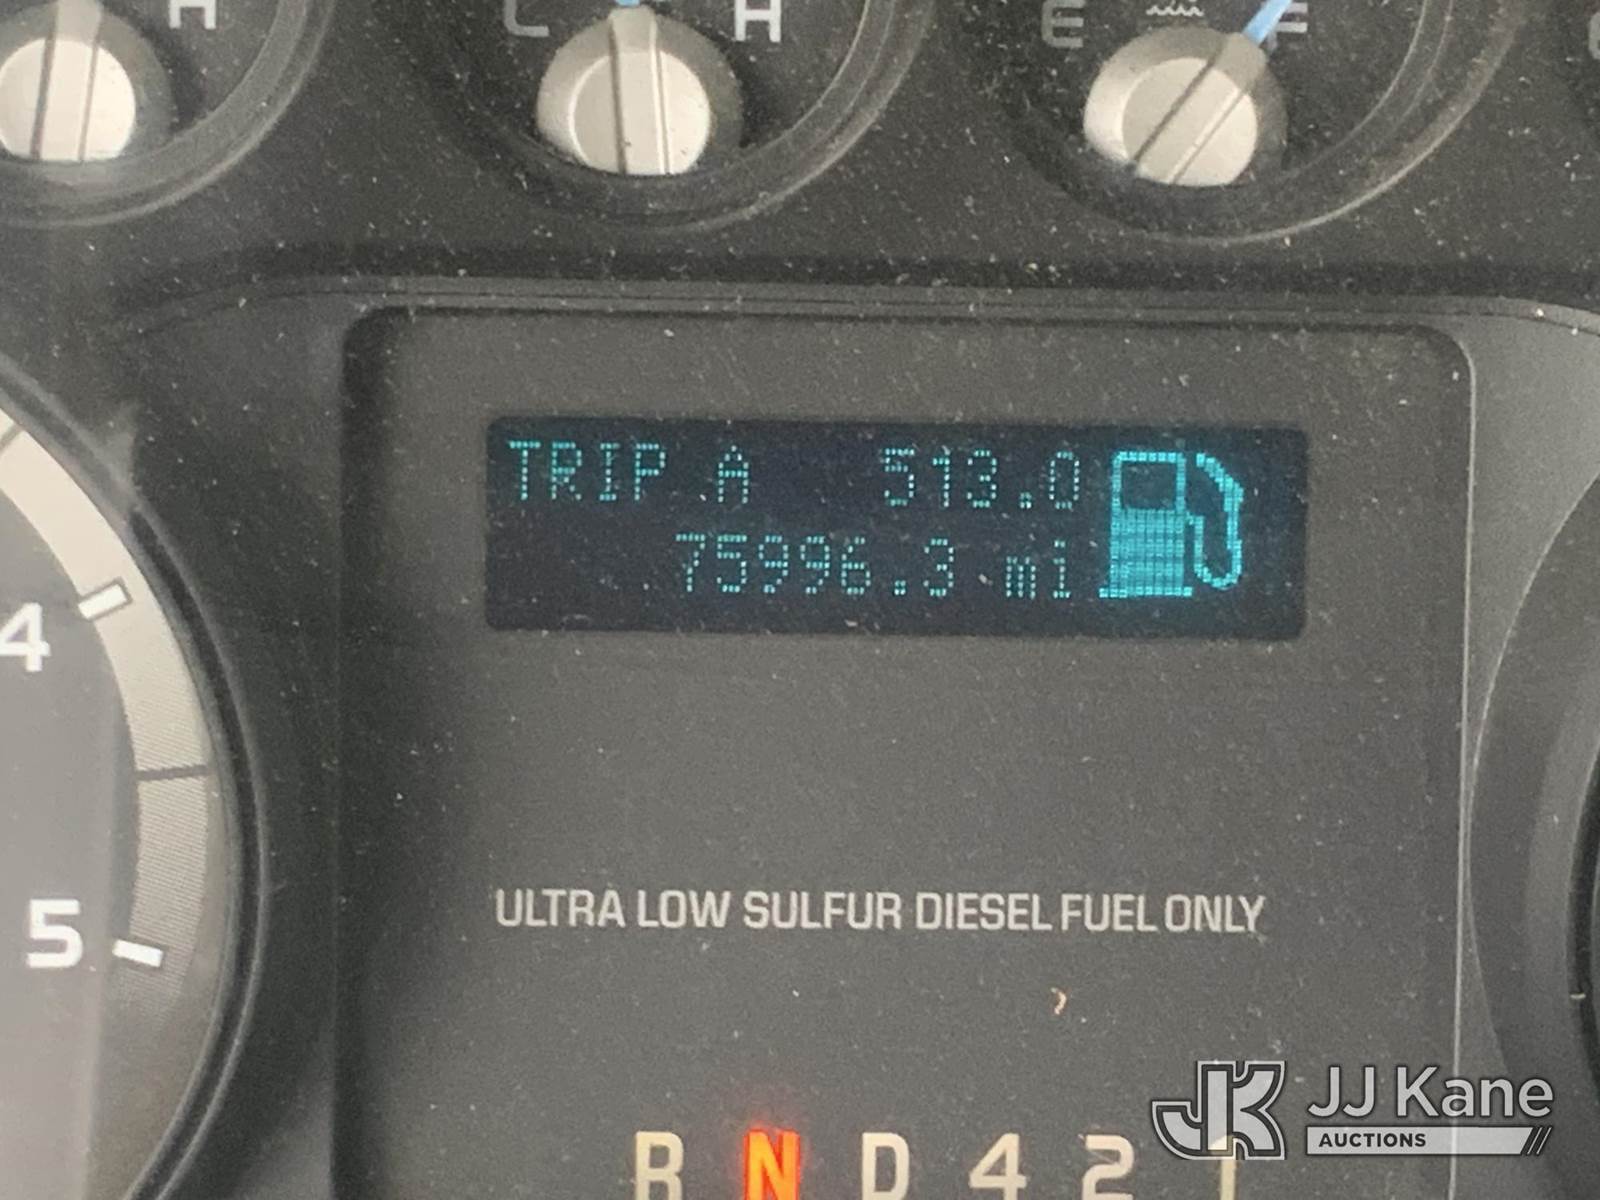 H L H E F
TRIP A 513.0
75996.3 mi
4
5
ULTRA LOW SULFUR DIESEL FUEL ONLY
R N D 4 2 1
JK JJ Kane
AUCTIONS